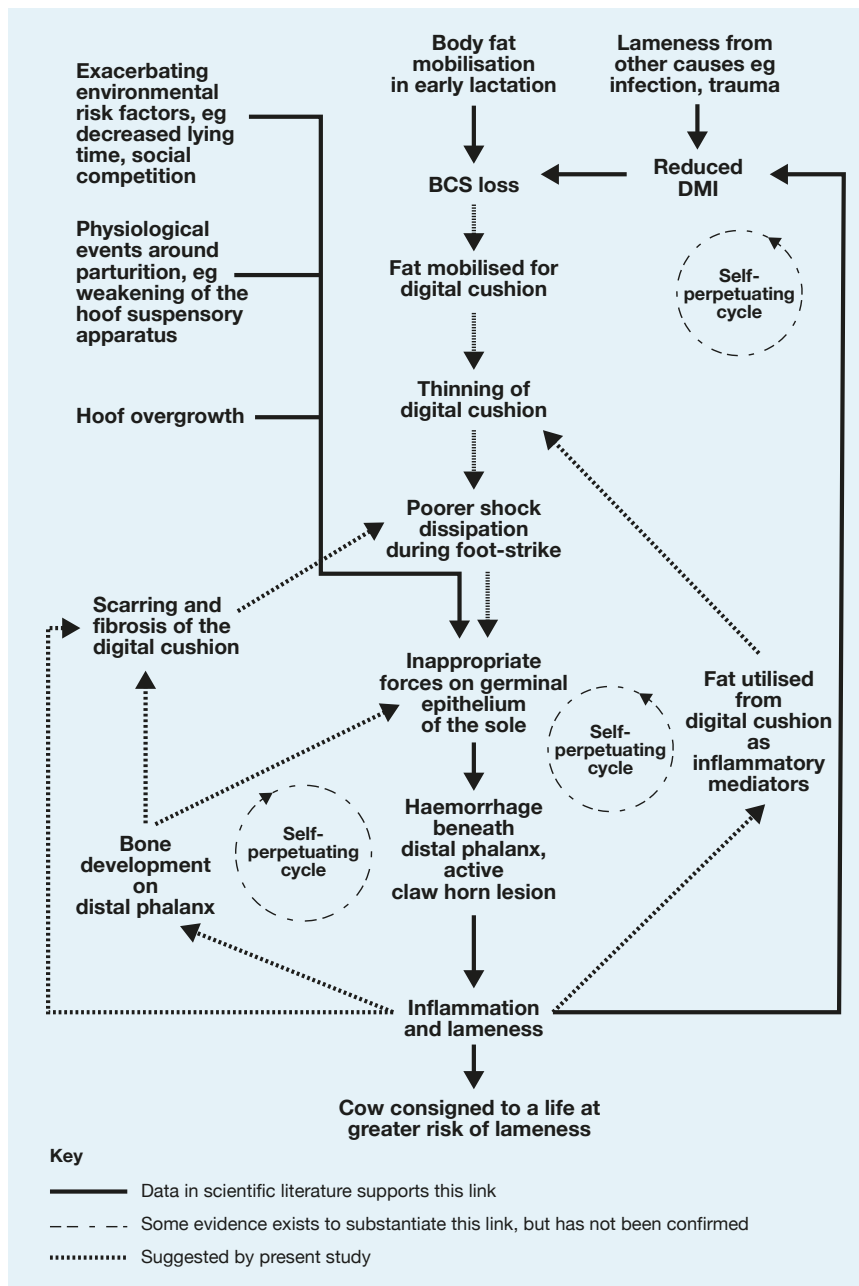 Body fat
mobilisation
in early lactation
Lameness from
other causes eg
infection, trauma
Exacerbating
environmental
risk factors, eg
decreased lying
time, social
competition
BCS loss
Reduced
DMI
Physiological
events around
parturition, eg
weakening of the
hoof suspensory
apparatus
Fat mobilised for
digital cushion
Self-
perpetuating
cycle
Hoof overgrowth
Thinning of
digital cushion
Poorer shock
dissipation
during foot-strike
Scarring and
fibrosis of the
digital cushion
Inappropriate
forces on germinal
epithelium
of the sole
Self-
perpetuating
cycle
Fat utilised
from
digital cushion
as
inflammatory
mediators
Bone
development
on
distal phalanx
Self-
perpetuating
cycle
Haemorrhage
beneath
distal phalanx,
active
claw horn lesion
Inflammation
and lameness
Cow consigned to a life at
greater risk of lameness
Key
Data in scientific literature supports this link
Some evidence exists to substantiate this link, but has not been confirmed
Suggested by present study